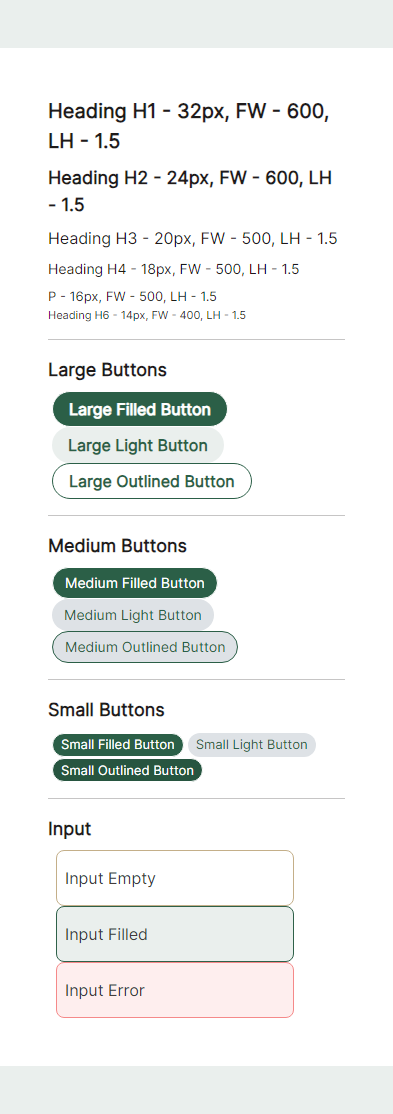 Heading H1 - 32px, FW - 600,
LH - 1.5
Heading H2 - 24px, FW - 600, LH
- 1.5
Heading H3 - 20px, FW - 500, LH - 1.5
Heading H4 - 18px, FW - 500, LH - 1.5
P - 16px, FW - 500, LH - 1.5
Heading H6 - 14px, FW - 400, LH - 1.5
Large Buttons
Large Filled Button
Large Light Button
Large Outlined Button
Medium Buttons
Medium Filled Button
Medium Light Button
Medium Outlined Button
Small Buttons
Small Filled Button Small Light Button
Small Outlined Button
Input
Input Empty
Input Filled
Input Error